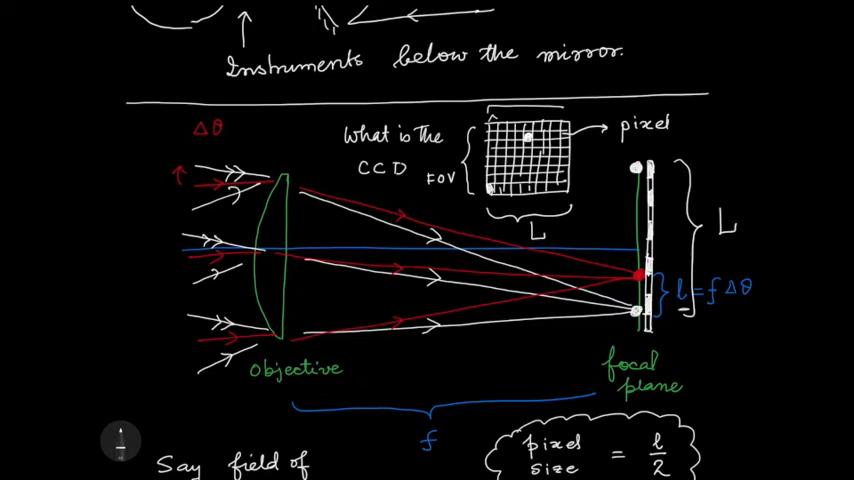 Instruments below the mirror.
Δθ
What is the
CCD FOV
pixel
L
L
l = f Δθ
Objective
focal
plane
f
Say field of
pixel
size = l/2